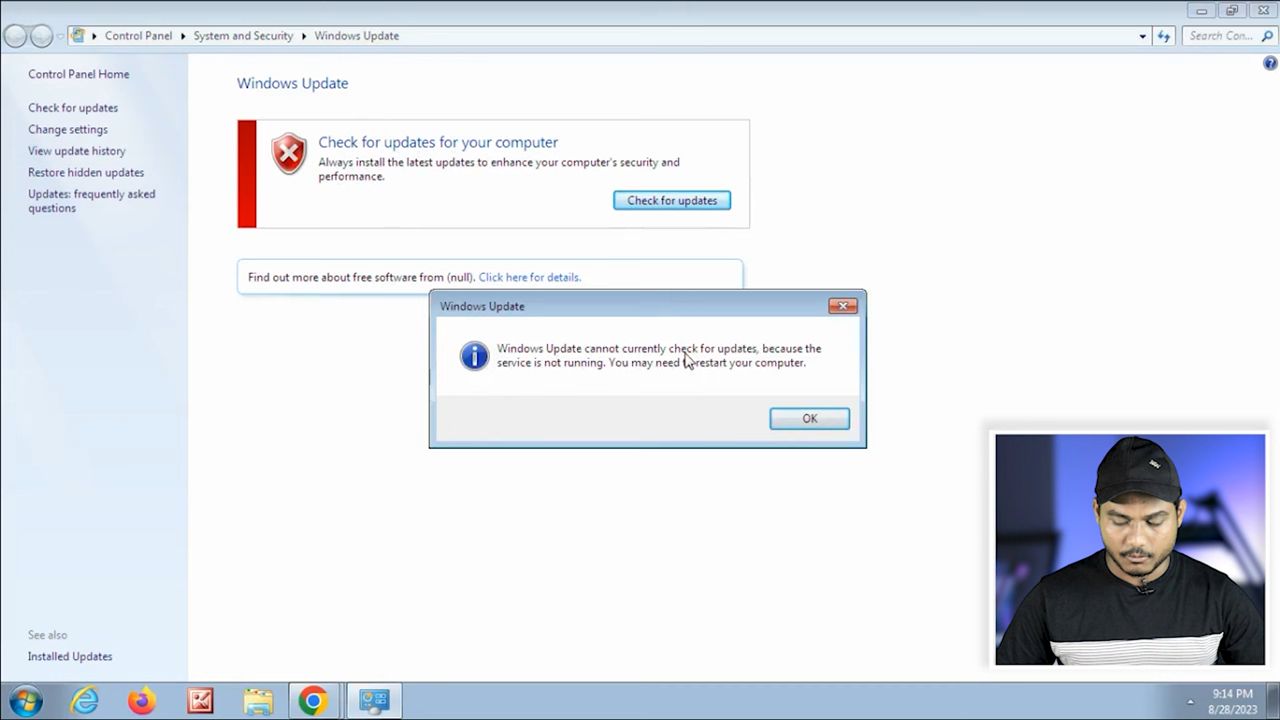 Control Panel ▸ System and Security ▸ Windows Update
Search Con...
Control Panel Home
Check for updates
Change settings
View update history
Restore hidden updates
Updates: frequently asked
questions
See also
Installed Updates
Windows Update
Check for updates for your computer
Always install the latest updates to enhance your computer's security and
performance.
Check for updates
Find out more about free software from (null). Click here for details.
Windows Update
Windows Update cannot currently check for updates, because the
service is not running. You may need to restart your computer.
OK
9:14 PM
8/28/2023